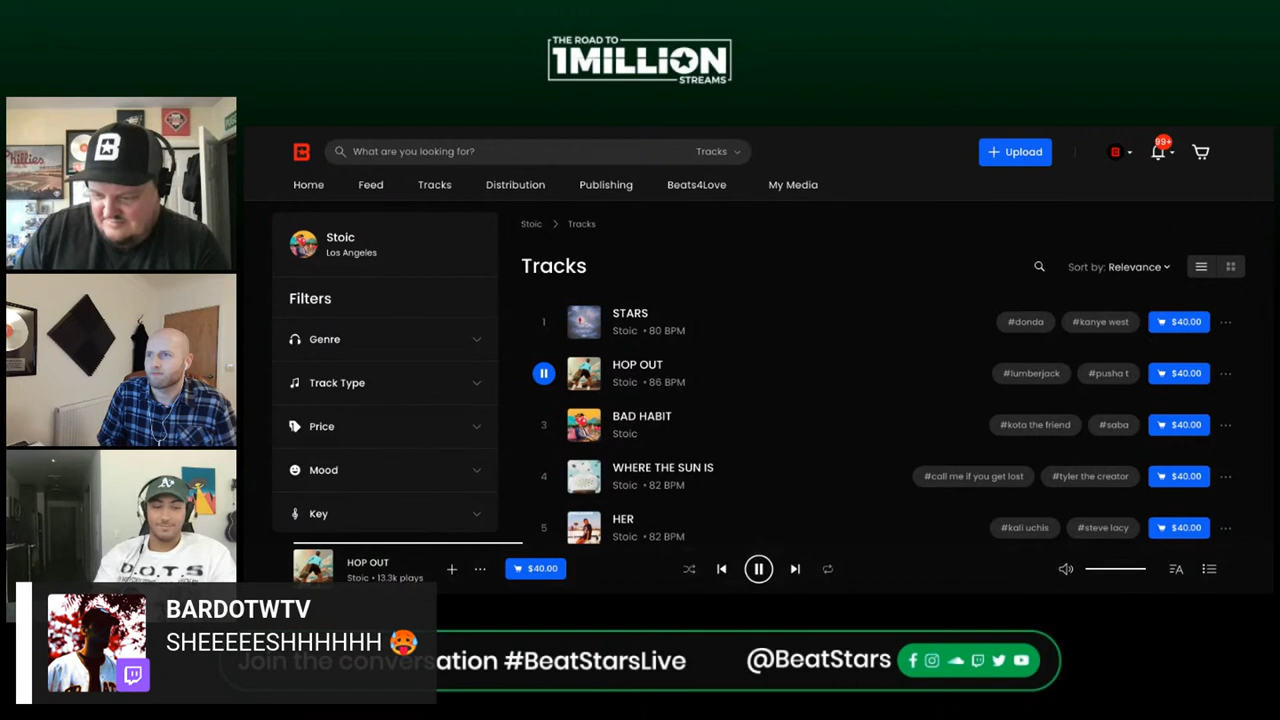 THE ROAD TO
1MILLION
STREAMS
What are you looking for?
Tracks
Upload
99+
Home
Feed
Tracks
Distribution
Publishing
Beats4Love
My Media
Stoic
Los Angeles
Filters
Genre
Track Type
Price
Mood
Key
Stoic > Tracks
Tracks
Sort by: Relevance
1
STARS
Stoic • 80 BPM
#donda
#kanye west
$40.00
HOP OUT
Stoic • 86 BPM
#lumberjack
#pusha t
$40.00
3
BAD HABIT
Stoic
#kota the friend
#saba
$40.00
4
WHERE THE SUN IS
Stoic • 82 BPM
#call me if you get lost
#tyler the creator
$40.00
5
HER
Stoic • 82 BPM
#kali uchis
#steve lacy
$40.00
HOP OUT
Stoic • 13.3k plays
$40.00
Phillies
B
A's
D.O.T.S
BARDOTWTV
SHEEEEESHHHHHH 🥵
Join the conversation #BeatStarsLive
@BeatStars